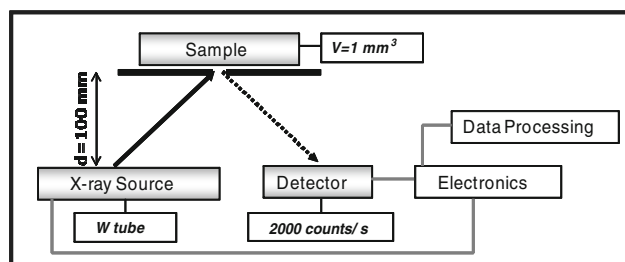 Sample
V=1 mm³
d=100 mm
Data Processing
X-ray Source
Detector
Electronics
W tube
2000 counts/ s